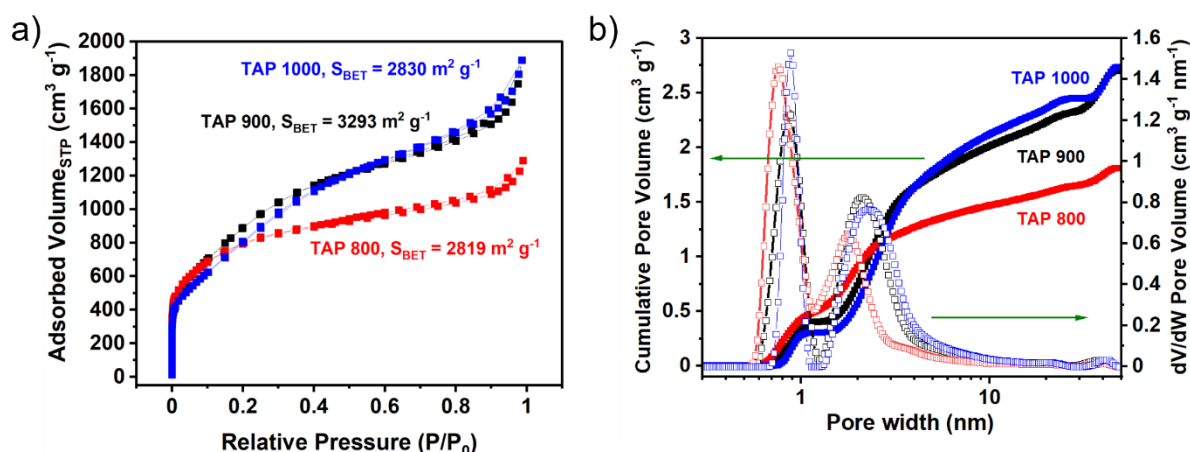 a)
Adsorbed Volume_STP (cm³ g⁻¹)
2000
1800
1600
1400
1200
1000
800
600
400
200
0
TAP 1000, S_BET = 2830 m² g⁻¹
TAP 900, S_BET = 3293 m² g⁻¹
TAP 800, S_BET = 2819 m² g⁻¹
0 0.2 0.4 0.6 0.8 1
Relative Pressure (P/P₀)
b)
Cumulative Pore Volume (cm³ g⁻¹)
3
2.5
2
1.5
1
0.5
0
TAP 1000
TAP 900
TAP 800
1.6
1.4
1.2
1
0.8
0.6
0.4
0.2
0
dV/dW Pore Volume (cm³ g⁻¹ nm⁻¹)
1 10
Pore width (nm)